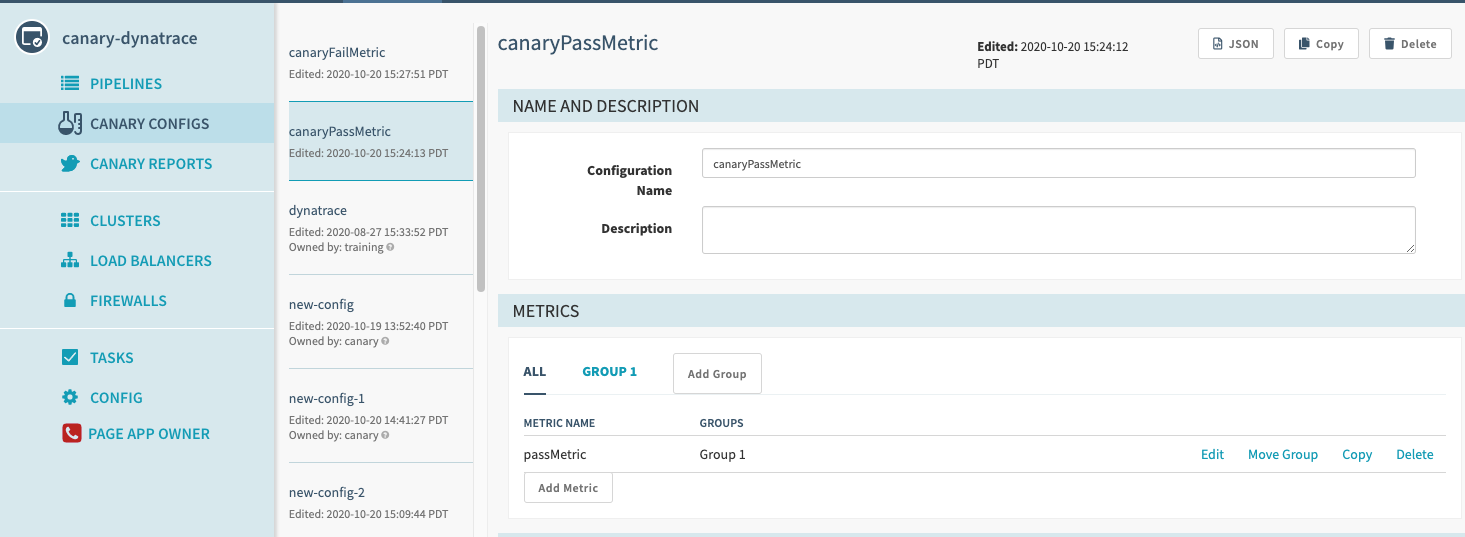 canary-dynatrace
PIPELINES
CANARY CONFIGS
CANARY REPORTS
CLUSTERS
LOAD BALANCERS
FIREWALLS
TASKS
CONFIG
PAGE APP OWNER
canaryFailMetric
Edited: 2020-10-20 15:27:51 PDT
canaryPassMetric
Edited: 2020-10-20 15:24:13 PDT
dynatrace
Edited: 2020-08-27 15:33:52 PDT
Owned by: training
new-config
Edited: 2020-10-19 13:52:40 PDT
Owned by: canary
new-config-1
Edited: 2020-10-20 14:41:27 PDT
Owned by: canary
new-config-2
Edited: 2020-10-20 15:09:44 PDT
canaryPassMetric
Edited: 2020-10-20 15:24:12
PDT
JSON
Copy
Delete
NAME AND DESCRIPTION
Configuration
Name
canaryPassMetric
Description
METRICS
ALL
GROUP 1
Add Group
METRIC NAME GROUPS
passMetric Group 1 Edit Move Group Copy Delete
Add Metric